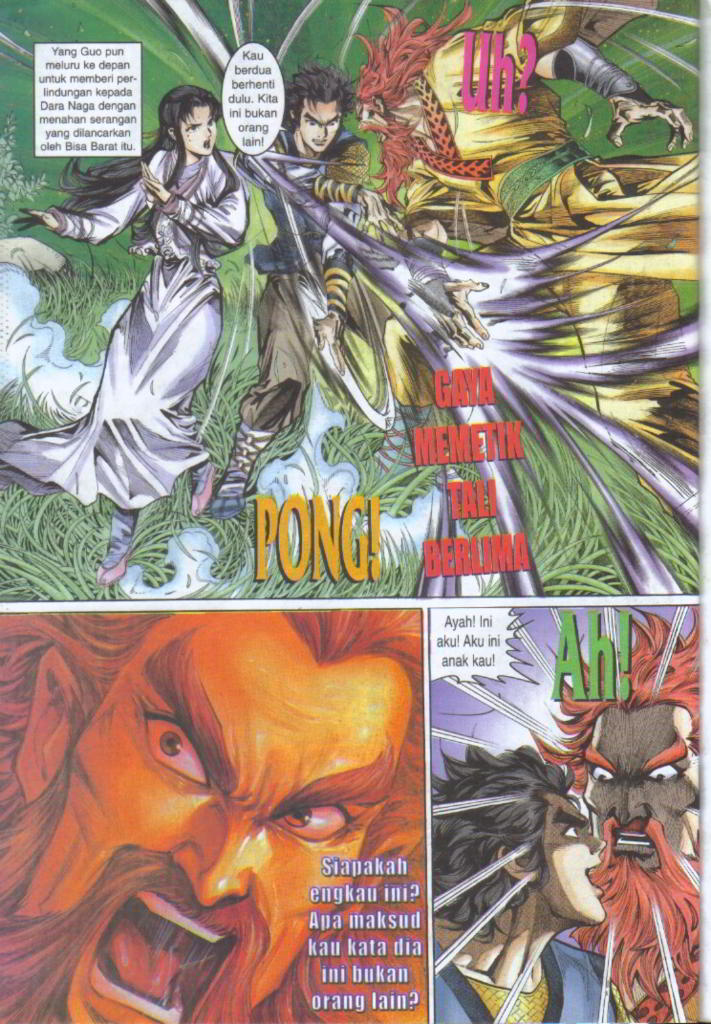 Yang Guo pun
meluru ke depan
untuk memberi per-
lindungan kepada
Dara Naga dengan
menahan serangan
yang dilancarkan
oleh Bisa Barat itu.
Kau
berdua
berhenti
dulu. Kita
ini bukan
orang
lain!
Uh?
GAYA
MEMETIK
TALI
BERLIMA
PONG!
Siapakah
engkau ini?
Apa maksud
kau kata dia
ini bukan
orang lain?
Ayah! Ini
aku! Aku ini
anak kau!
Ah!